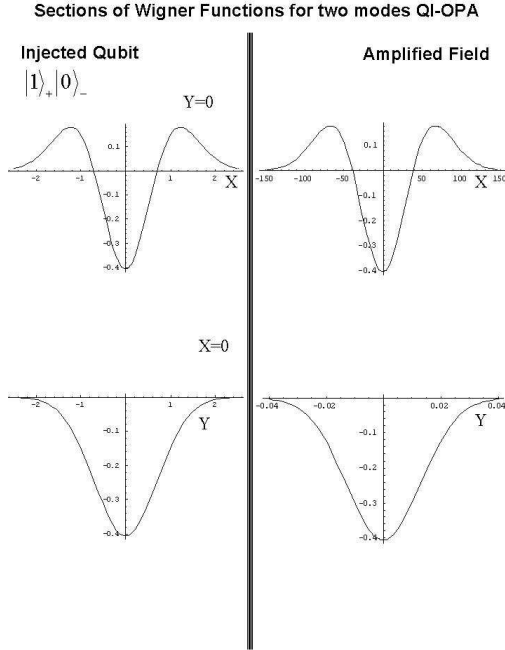 Sections of Wigner Functions for two modes QI-OPA
Injected Qubit
|1⟩₊|0⟩₋
Amplified Field
Y=0
0.1
-2 -1 1 2
X
-0.1
-0.2
-0.3
-0.4
0.1
-150 -100 -50 50 100 150
X
-0.1
-0.2
-0.3
-0.4
X=0
-2 -1 1 2
Y
-0.1
-0.2
-0.3
-0.4
-0.04 -0.02 0.02 0.04
Y
-0.1
-0.2
-0.3
-0.4